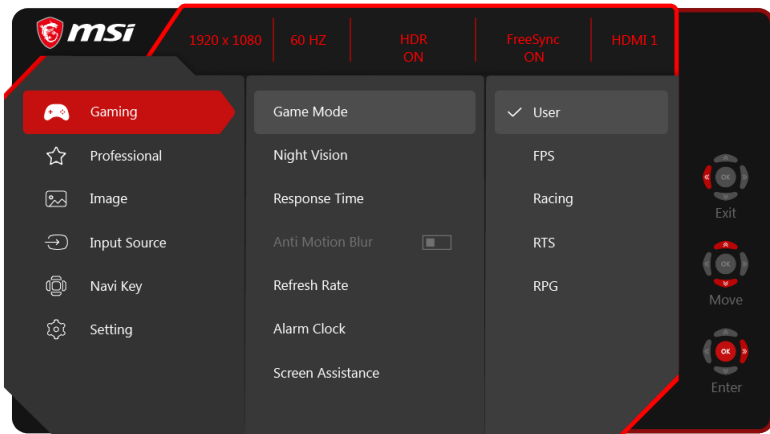 msi
1920 x 1080
60 HZ
HDR
ON
FreeSync
ON
HDMI 1
Gaming
Professional
Image
Input Source
Navi Key
Setting
Game Mode
Night Vision
Response Time
Anti Motion Blur
Refresh Rate
Alarm Clock
Screen Assistance
User
FPS
Racing
RTS
RPG
OK
Exit
OK
Move
OK
Enter